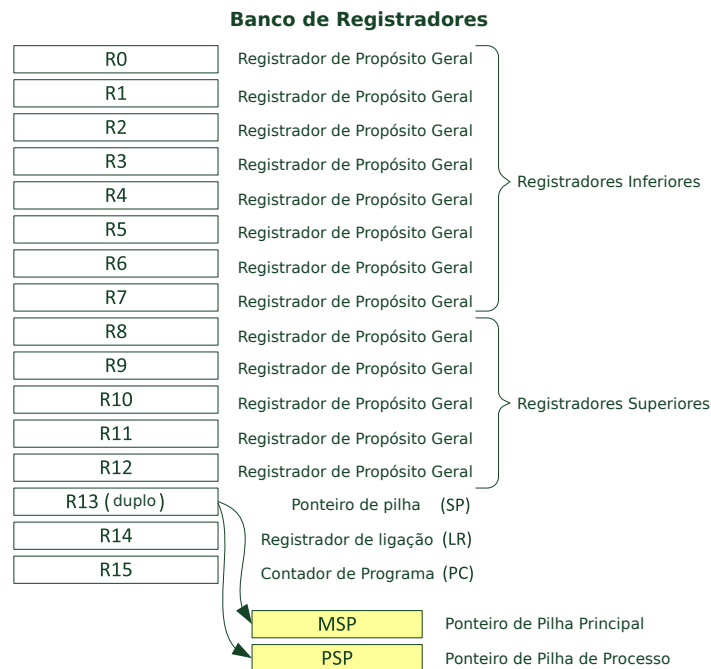 Banco de Registradores
R0 Registrador de Propósito Geral
R1 Registrador de Propósito Geral
R2 Registrador de Propósito Geral
R3 Registrador de Propósito Geral
R4 Registrador de Propósito Geral
R5 Registrador de Propósito Geral
R6 Registrador de Propósito Geral
R7 Registrador de Propósito Geral
Registradores Inferiores
R8 Registrador de Propósito Geral
R9 Registrador de Propósito Geral
R10 Registrador de Propósito Geral
R11 Registrador de Propósito Geral
R12 Registrador de Propósito Geral
Registradores Superiores
R13 (duplo) Ponteiro de pilha (SP)
R14 Registrador de ligação (LR)
R15 Contador de Programa (PC)
MSP Ponteiro de Pilha Principal
PSP Ponteiro de Pilha de Processo